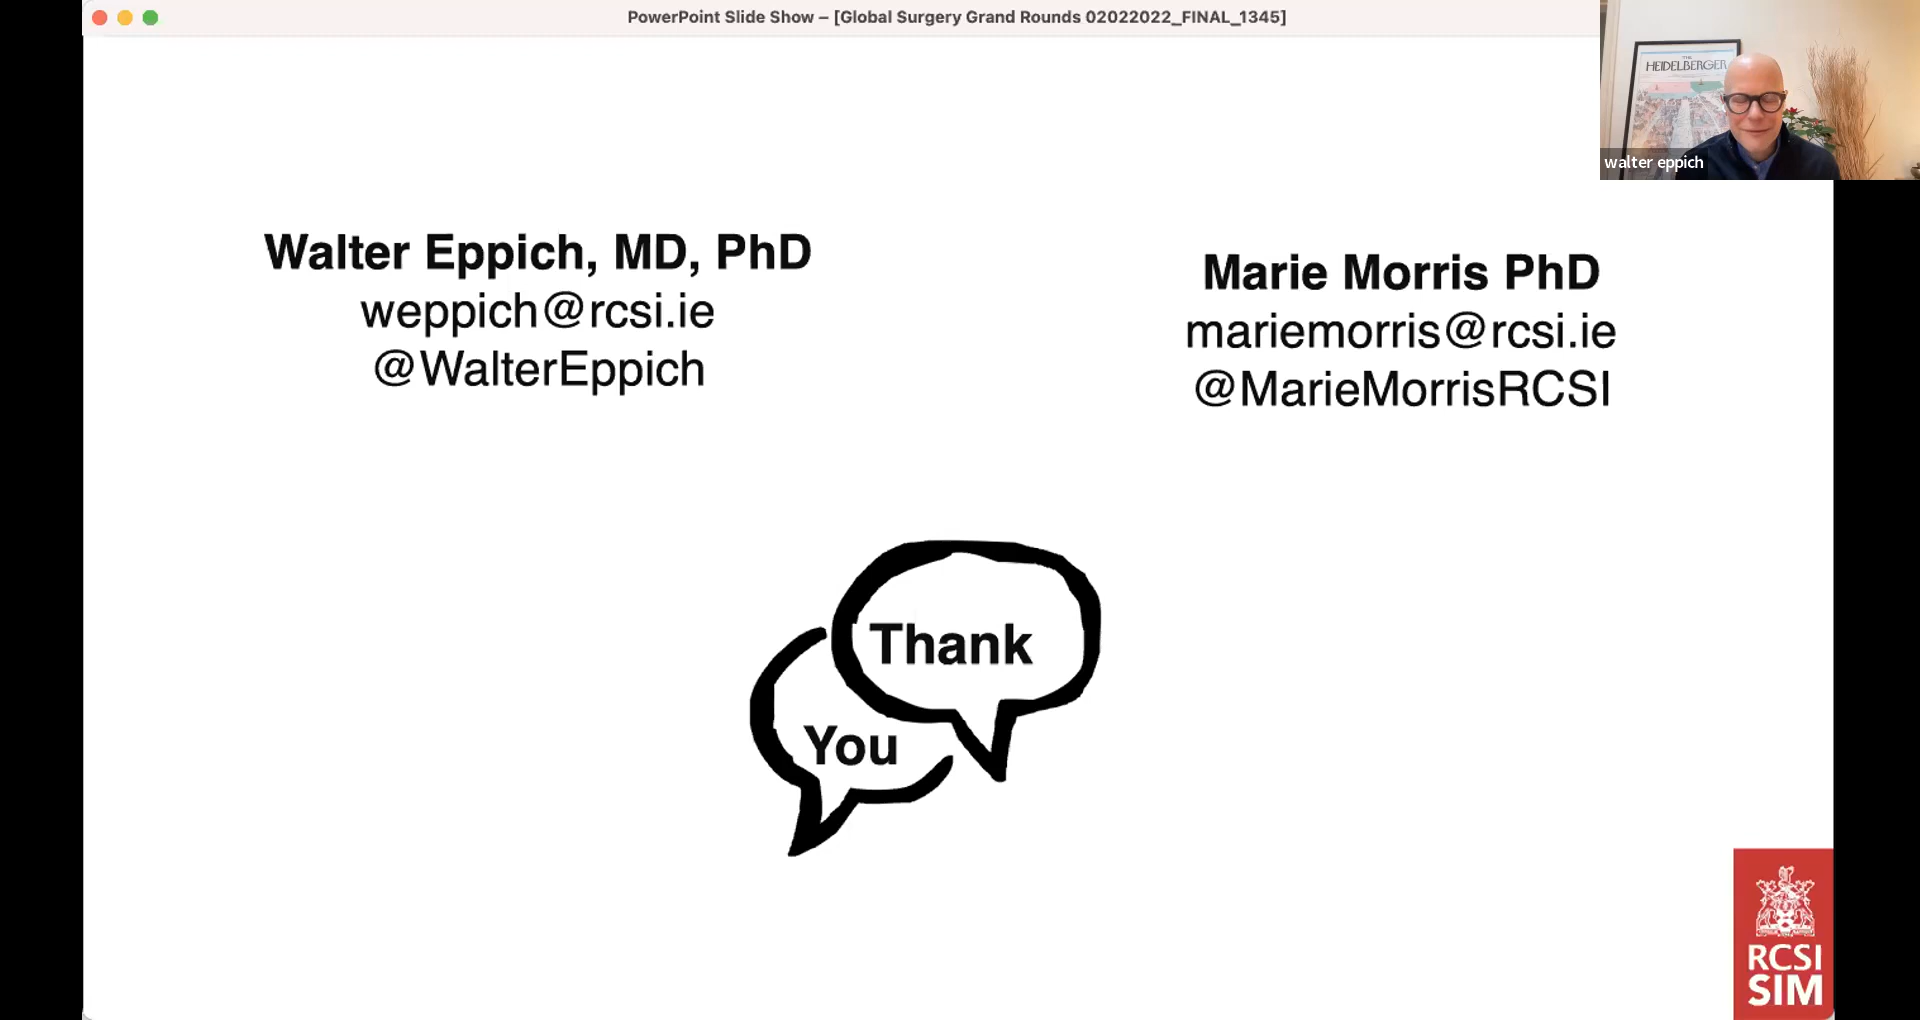 PowerPoint Slide Show – [Global Surgery Grand Rounds 02022022_FINAL_1345]
THE
HEIDELBERGER
walter eppich
Walter Eppich, MD, PhD
weppich@rcsi.ie
@WalterEppich
Marie Morris PhD
mariemorris@rcsi.ie
@MarieMorrisRCSI
Thank
You
RCSI
SIM